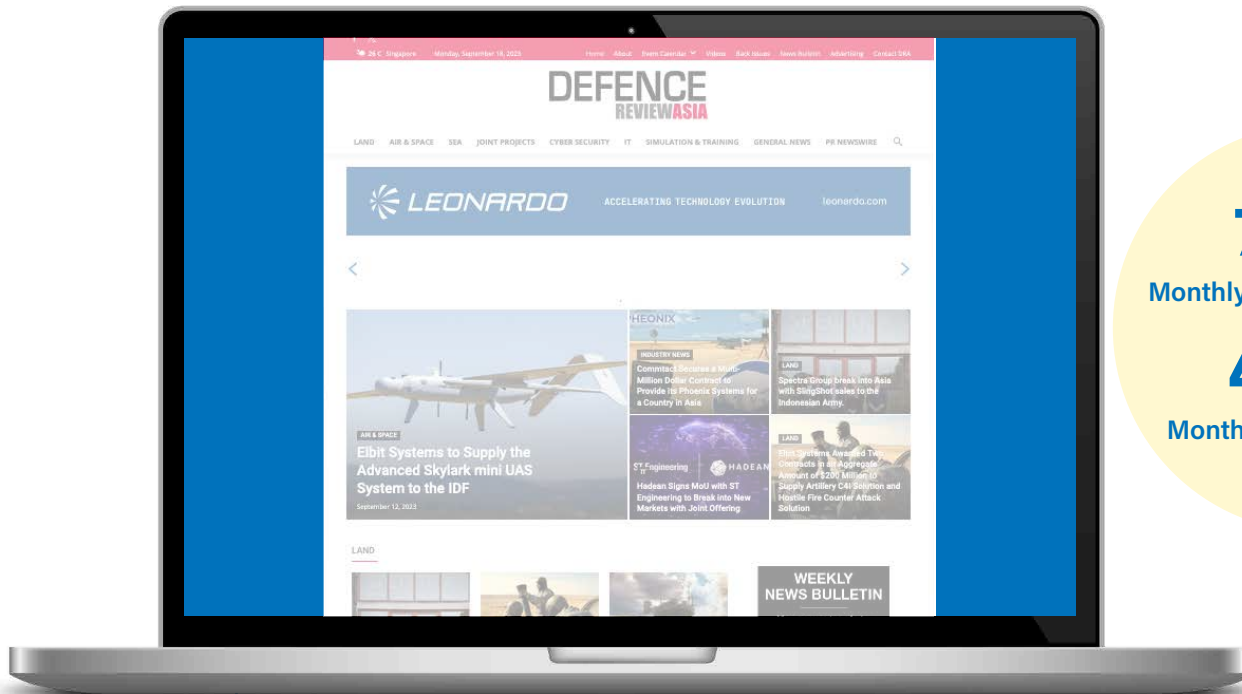 26 C Singapore Monday, September 18, 2023 Home About Event Calendar Videos Back Issues News Bulletin Advertising Contact DRA
DEFENCE
REVIEWASIA
LAND AIR & SPACE SEA JOINT PROJECTS CYBER SECURITY IT SIMULATION & TRAINING GENERAL NEWS PR NEWSWIRE
LEONARDO ACCELERATING TECHNOLOGY EVOLUTION leonardo.com
AIR & SPACE
Elbit Systems to Supply the
Advanced Skylark mini UAS
System to the IDF
September 12, 2023
PHEONIX
INDUSTRY NEWS
Commtact Secures a Multi-
Million Dollar Contract to
Provide its Phoenix Systems for
a Country in Asia
LAND
Spectra Group break into Asia
with SlingShot sales to the
Indonesian Army.
ST Engineering HADEAN
Hadean Signs MoU with ST
Engineering to Break into New
Markets with Joint Offering
LAND
Elbit Systems Awarded Two
Contracts in an Aggregate
Amount of $200 Million to
Supply Artillery C4I Solution and
Hostile Fire Counter Attack
Solution
LAND
WEEKLY
NEWS BULLETIN
Monthly